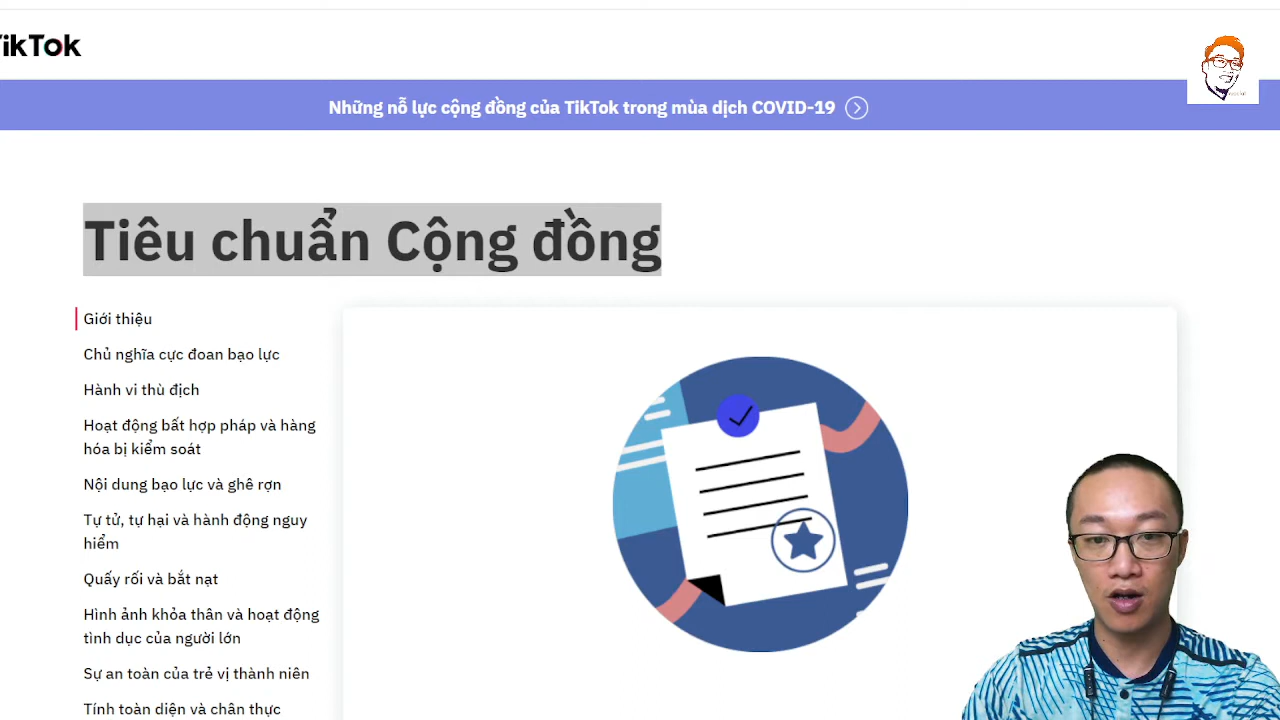 TikTok
Những nỗ lực cộng đồng của TikTok trong mùa dịch COVID-19
Tiêu chuẩn Cộng đồng
Giới thiệu
Chủ nghĩa cực đoan bạo lực
Hành vi thù địch
Hoạt động bất hợp pháp và hàng
hóa bị kiểm soát
Nội dung bạo lực và ghê rợn
Tự tử, tự hại và hành động nguy
hiểm
Quấy rối và bắt nạt
Hình ảnh khỏa thân và hoạt động
tình dục của người lớn
Sự an toàn của trẻ vị thành niên
Tính toàn diện và chân thực